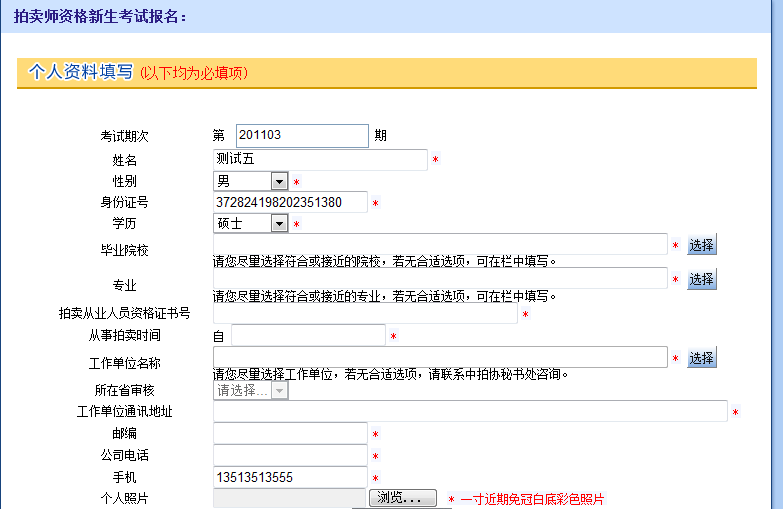 拍卖师资格新生考试报名：
个人资料填写 (以下均为必填项)
考试期次 第 201103 期
姓名 测试五 *
性别 男 *
身份证号 372824198202351380 *
学历 硕士 *
毕业院校 * 选择
请您尽量选择符合或接近的院校，若无合适选项，可在栏中填写。
专业 * 选择
请您尽量选择符合或接近的专业，若无合适选项，可在栏中填写。
拍卖从业人员资格证书号 *
从事拍卖时间 自 *
工作单位名称 * 选择
请您尽量选择工作单位，若无合适选项，请联系中拍协秘书处咨询。
所在省审核 请选择...
工作单位通讯地址 *
邮编 *
公司电话 *
手机 13513513555 *
个人照片 浏览... * 一寸近期免冠白底彩色照片